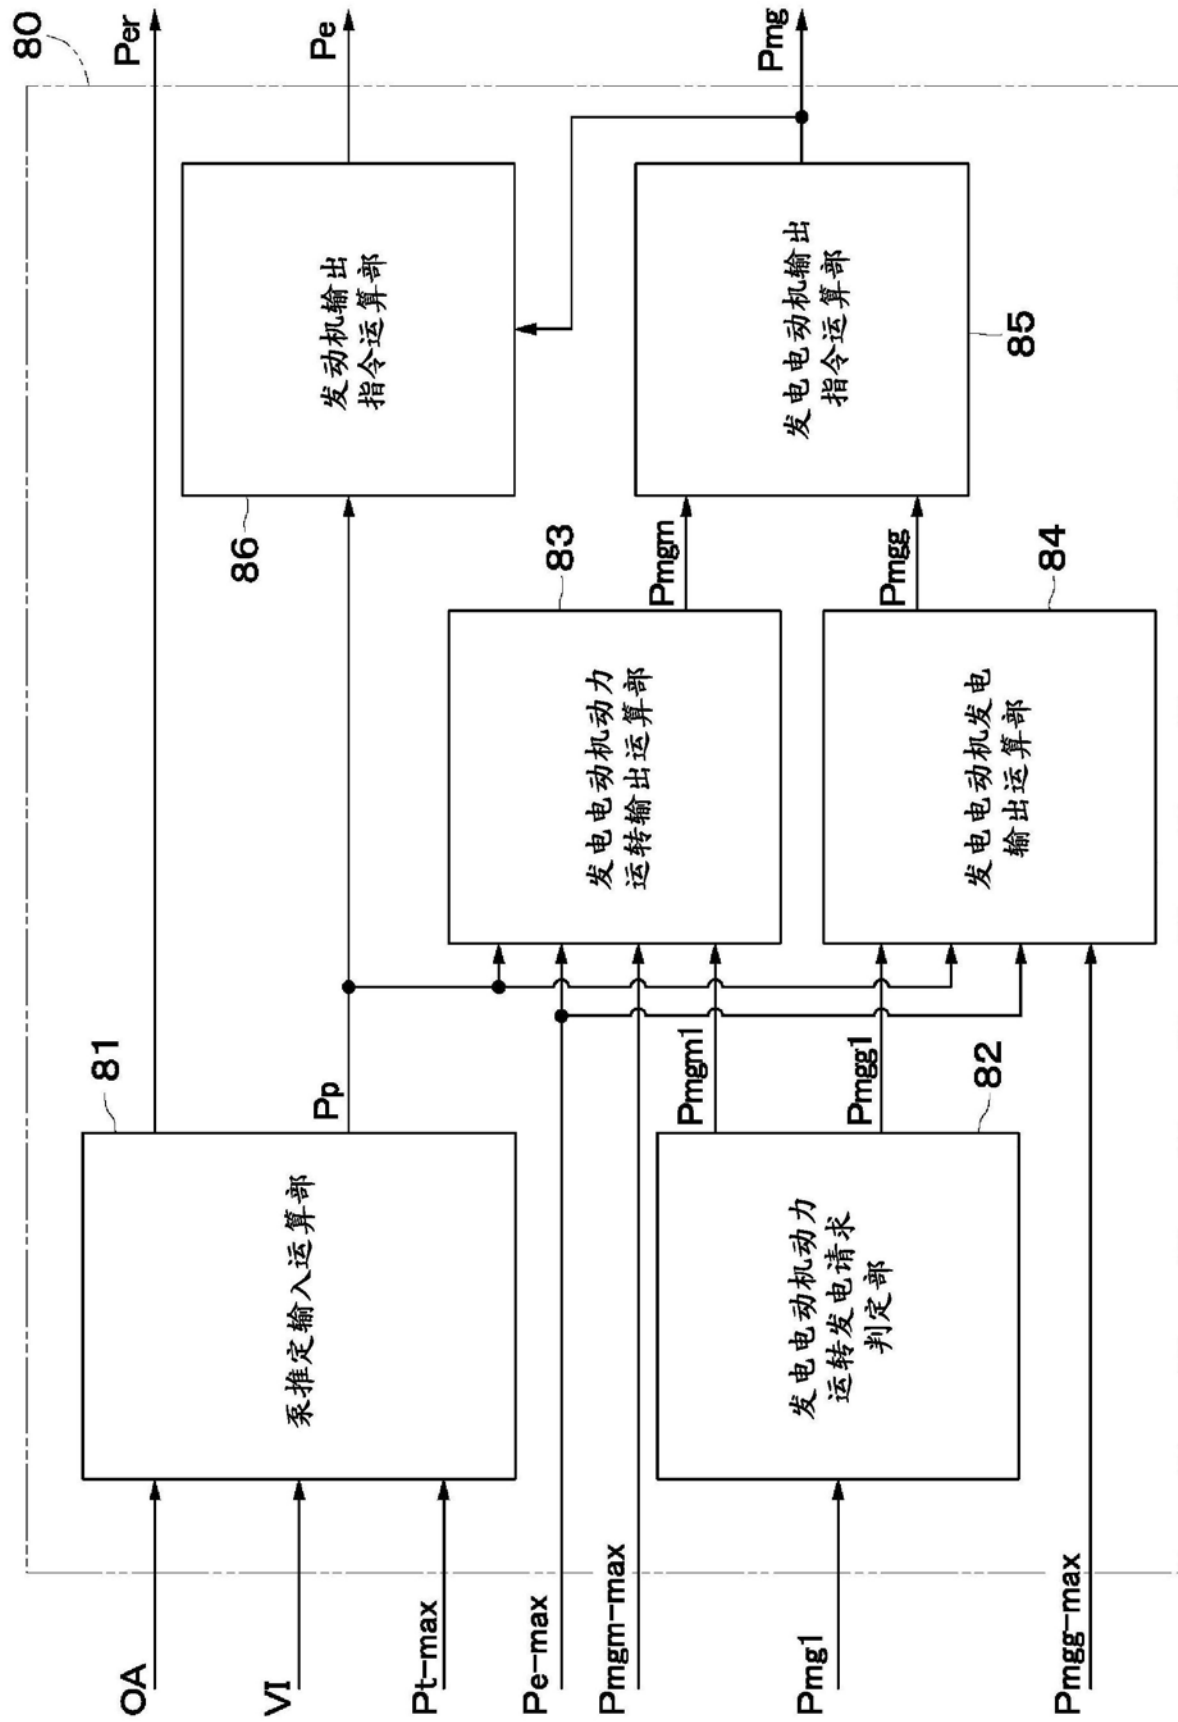 80
Per
Pe
Pmg
OA
VI
Pt-max
Pe-max
Pmgm-max
Pmg1
Pmgg-max
81
泵推定输入运算部
Pp
82
发电电动机动力
运转发电请求
判定部
Pmgm1
Pmgg1
83
发电电动机动力
运转输出运算部
Pmgm
84
发电电动机发电
输出运算部
Pmgg
86
发动机输出
指令运算部
85
发电电动机输出
指令运算部